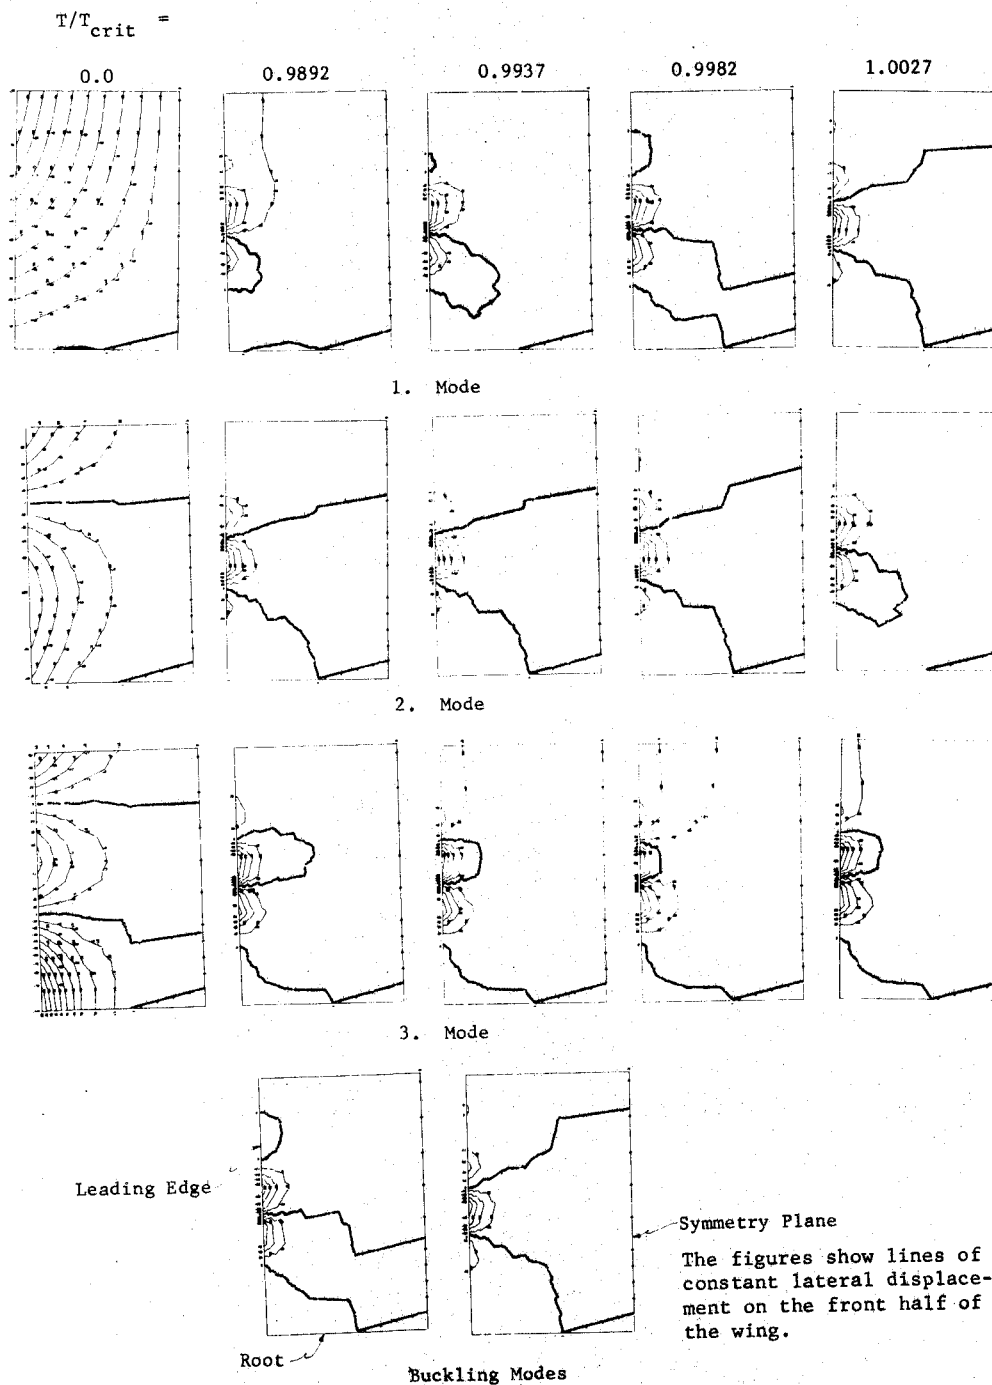 T/Tcrit =
0.0 0.9892 0.9937 0.9982 1.0027
1. Mode
2. Mode
3. Mode
Leading Edge
Symmetry Plane
The figures show lines of
constant lateral displace-
ment on the front half of
the wing.
Root
Buckling Modes